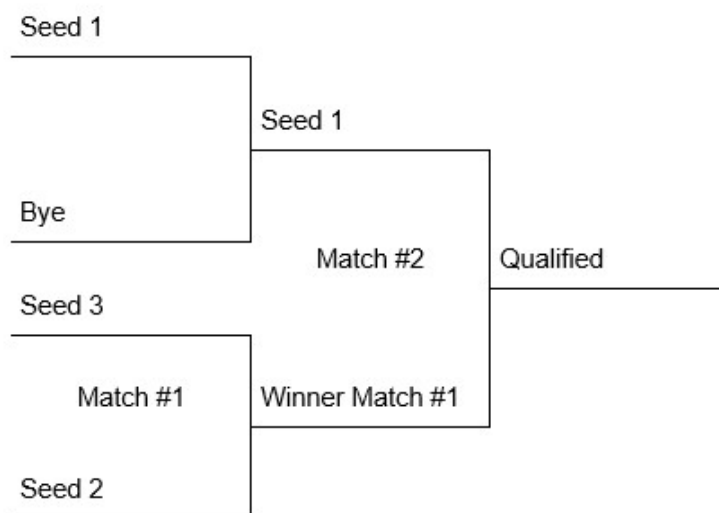 Seed 1
Seed 1
Bye
Match #2
Qualified
Seed 3
Match #1
Winner Match #1
Seed 2